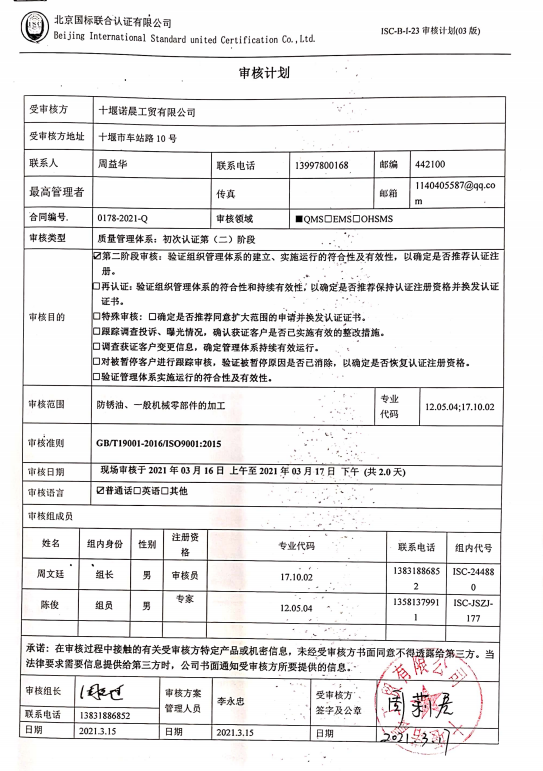 ISC
北京国标联合认证有限公司
Beijing International Standard united Certification Co.,Ltd.
ISC-B-I-23 审核计划(03 版)
审核计划
受审核方 十堰诺晨工贸有限公司
受审核方地址 十堰市车站路 10 号
联系人 周益华 联系电话 13997800168 邮编 442100
最高管理者 传真 邮箱 1140405587@qq.co
m
合同编号. 0178-2021-Q 审核领域 ■QMS□EMS□OHSMS
审核类型 质量管理体系：初次认证第（二）阶段
审核目的
☑第二阶段审核：验证组织管理体系的建立、实施运行的符合性及有效性，以确定是否推荐认证注
册。
□再认证：验证组织管理体系的符合性和持续有效性，以确定是否推荐保持认证注册资格并换发认证
证书。
□特殊审核：□确定是否推荐同意扩大范围的申请并换发认证证书。
□跟踪调查投诉、曝光情况，确认获证客户是否已实施有效的整改措施。
□调查获证客户变更信息，确定管理体系持续有效运行。
□对被暂停客户进行跟踪审核，验证被暂停原因是否已消除，以确定是否恢复认证注册资格。
□验证管理体系实施运行的符合性及有效性。
审核范围 防锈油、一般机械零部件的加工 专业
代码 12.05.04;17.10.02
审核准则 GB/T19001-2016/ISO9001:2015
审核日期 现场审核于 2021 年 03 月 16 日 上午至 2021 年 03 月 17 日 下午 (共 2.0 天)
审核语言 ☑普通话□英语□其他
审核组成员
姓名 组内身份 性别 注册资
格 专业代码 联系电话 组内代号
周文廷 组长 男 审核员 17.10.02 1383188685
2 ISC-24488
0
陈俊 组员 男 专家 12.05.04 1358137991
1 ISC-JSZJ-
177
承诺：在审核过程中接触的有关受审核方特定产品或机密信息，未经受审核方书面同意不得透露给第三方。当
法律要求需要信息提供给第三方时，公司书面通知受审核方所要提供的信息。
审核组长 审核方案
管理人员 李永忠 受审核方
签字及公章
联系电话 13831886852
日期 2021.3.15 日期 2021.3.15 日期 2021.3.17